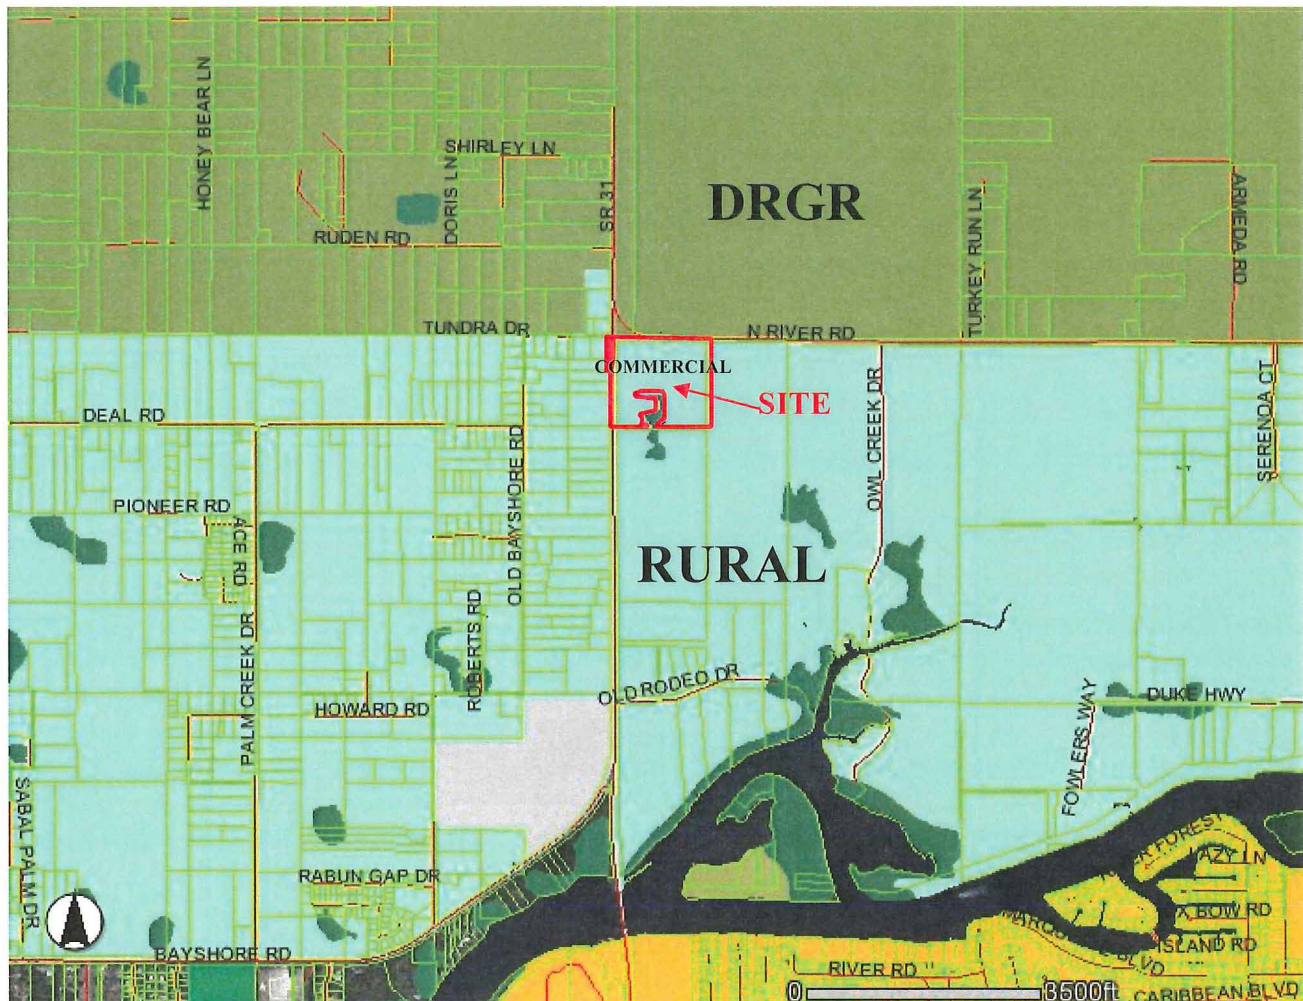 HONEY BEAR LN
SHIRLEY LN
DORIS LN
RUDEN RD
SR 31
DRGR
TURKEY RUN LN
ARMEDA RD
TUNDRA DR
N RIVER RD
COMMERCIAL
SITE
DEAL RD
OLD BAYSHORE RD
OWL CREEK DR
SERENOA CT
PIONEER RD
ACE RD
RURAL
PALM CREEK DR
ROBERTS RD
OLD RODEO DR
HOWARD RD
FOWLERS WAY
DUKE HWY
SABAL PALM DR
RABUN GAP DR
FOREST
LAZY LN
X BOW RD
ISLAND RD
BLVD
BAYSHORE RD
RIVER RD
0 3500ft
CARIBBEAN BLVD